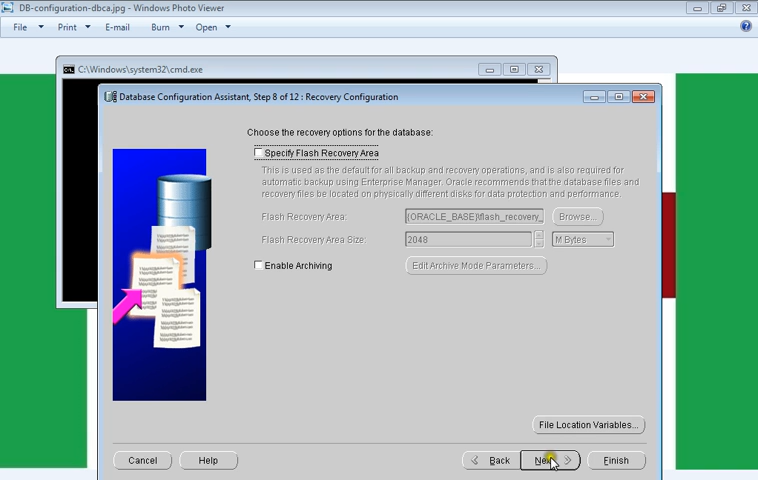 DB-configuration-dbca.jpg - Windows Photo Viewer
File Print E-mail Burn Open
C:\Windows\system32\cmd.exe
Database Configuration Assistant, Step 8 of 12 : Recovery Configuration
Choose the recovery options for the database:
Specify Flash Recovery Area
This is used as the default for all backup and recovery operations, and is also required for
automatic backup using Enterprise Manager. Oracle recommends that the database files and
recovery files be located on physically different disks for data protection and performance.
Flash Recovery Area: {ORACLE_BASE}\flash_recovery_ Browse...
Flash Recovery Area Size: 2048 M Bytes
Enable Archiving Edit Archive Mode Parameters...
File Location Variables...
Cancel Help Back Next Finish